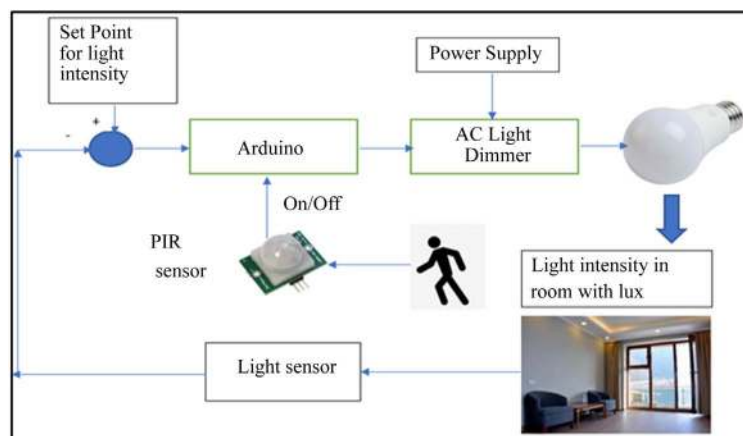 Set Point
for light
intensity
Power Supply
+
-
Arduino
AC Light
Dimmer
On/Off
PIR
sensor
Light intensity in
room with lux
Light sensor